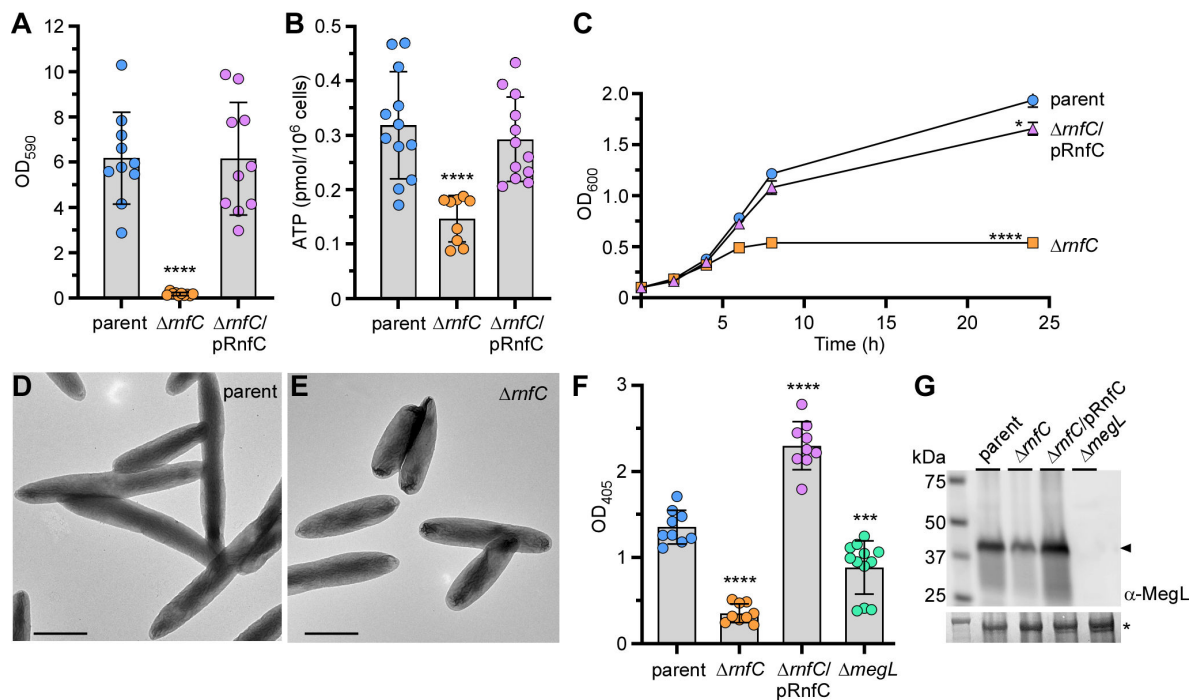 A
OD590
12
10
8
6
4
2
0
parent
ΔrnfC
ΔrnfC/
pRnfC
****
B
ATP (pmol/10⁶ cells)
0.5
0.4
0.3
0.2
0.1
0
parent
ΔrnfC
ΔrnfC/
pRnfC
****
C
OD600
2.0
1.5
1.0
0.5
0
5
10
15
20
25
Time (h)
parent
*
ΔrnfC/
pRnfC
****
ΔrnfC
D
parent
E
ΔrnfC
F
OD405
3
2
1
0
parent
ΔrnfC
ΔrnfC/
pRnfC
ΔmegL
****
****
***
G
kDa
parent
ΔrnfC
ΔrnfC/pRnfC
ΔmegL
75
50
37
25
α-MegL
*